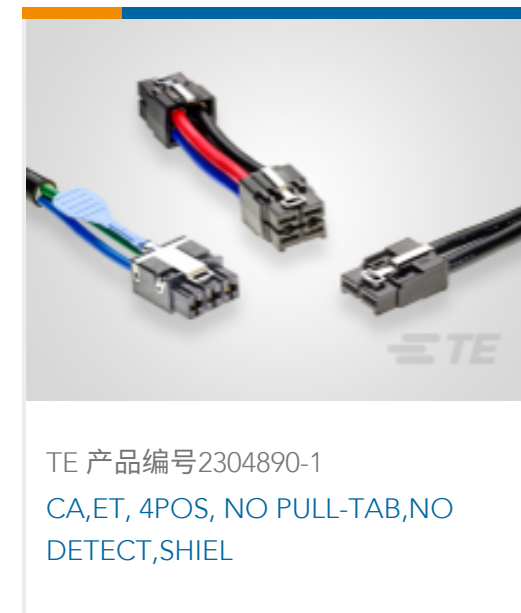 TE
TE 产品编号2304890-1
CA,ET, 4POS, NO PULL-TAB,NO
DETECT,SHIEL